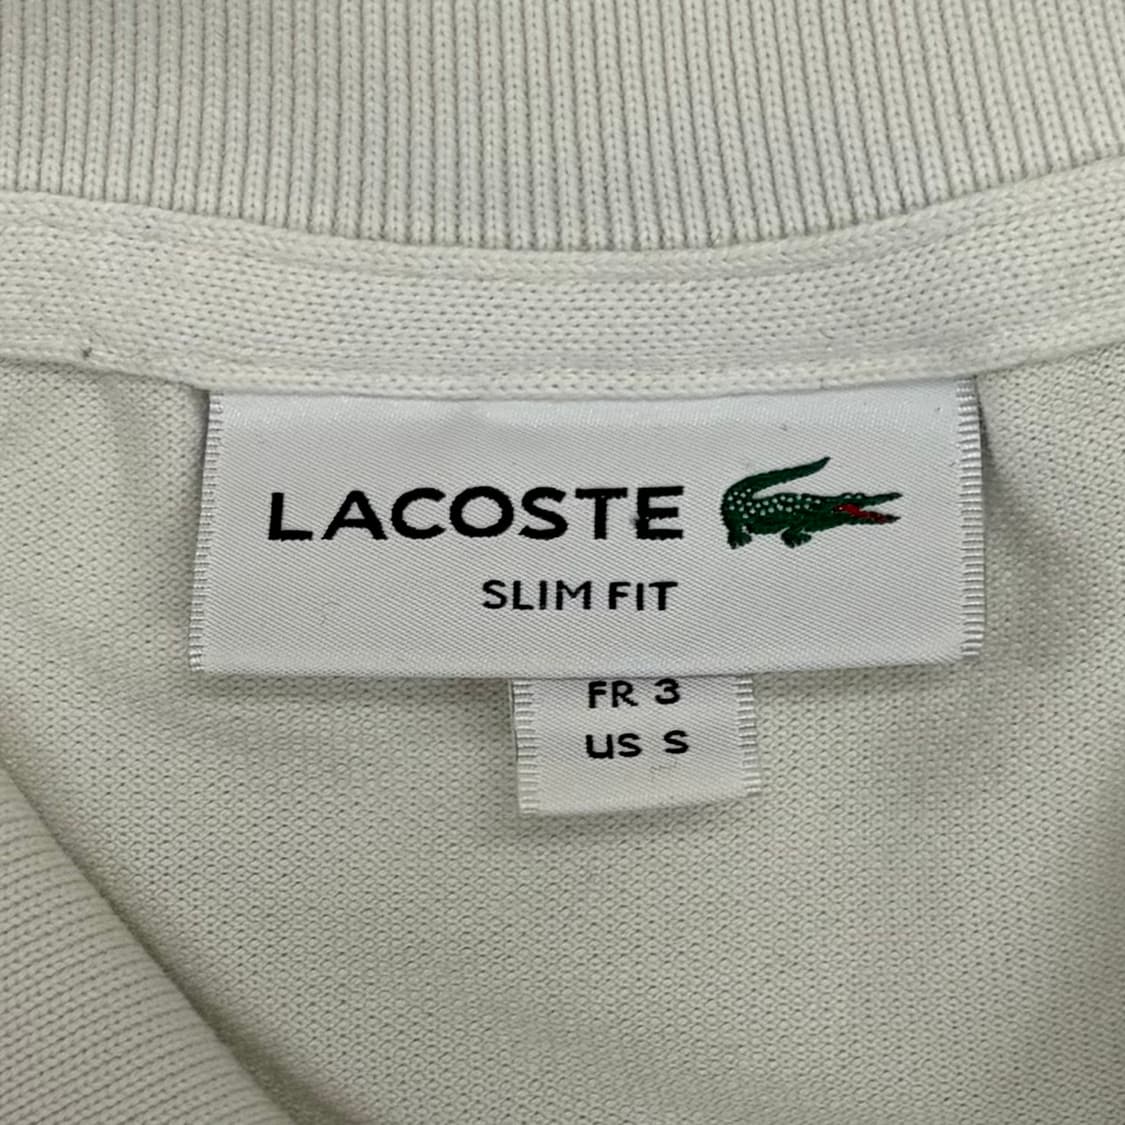 LACOSTE
SLIM FIT
FR 3
US S